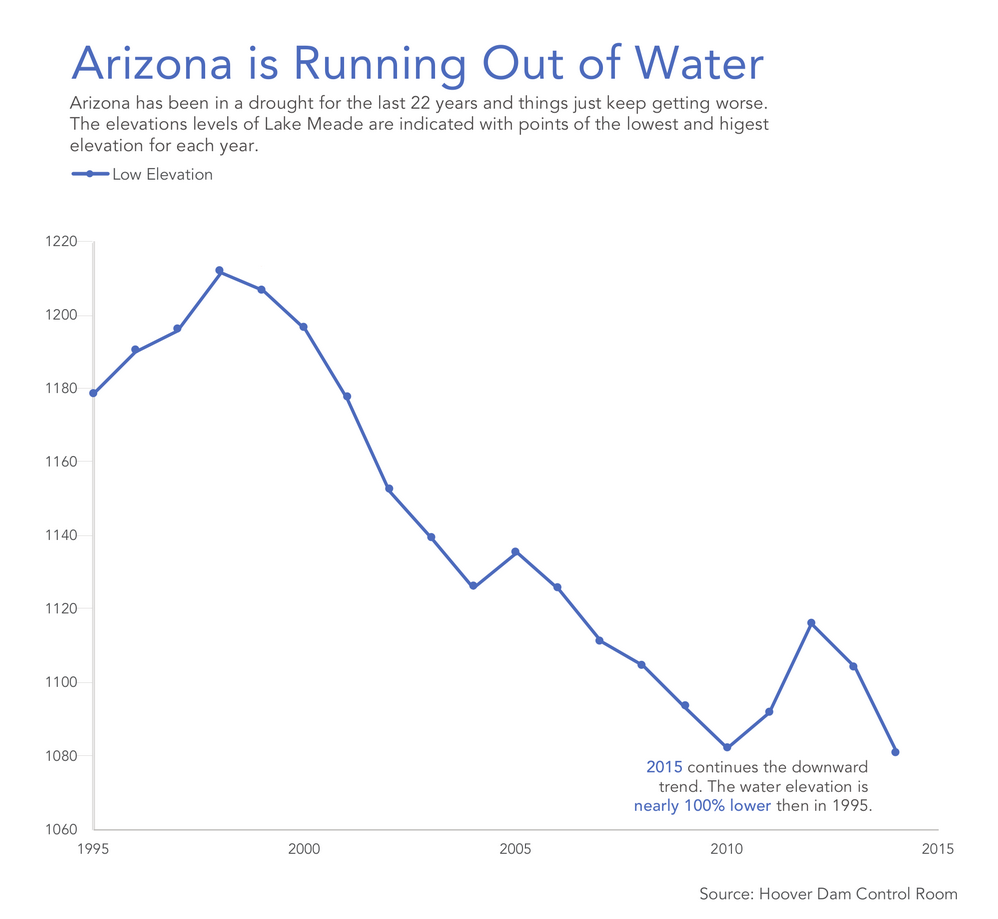 Arizona is Running Out of Water
Arizona has been in a drought for the last 22 years and things just keep getting worse.
The elevations levels of Lake Meade are indicated with points of the lowest and higest
elevation for each year.
Low Elevation
1220
1200
1180
1160
1140
1120
1100
1080
1060
2015 continues the downward
trend. The water elevation is
nearly 100% lower then in 1995.
1995 2000 2005 2010 2015
Source: Hoover Dam Control Room